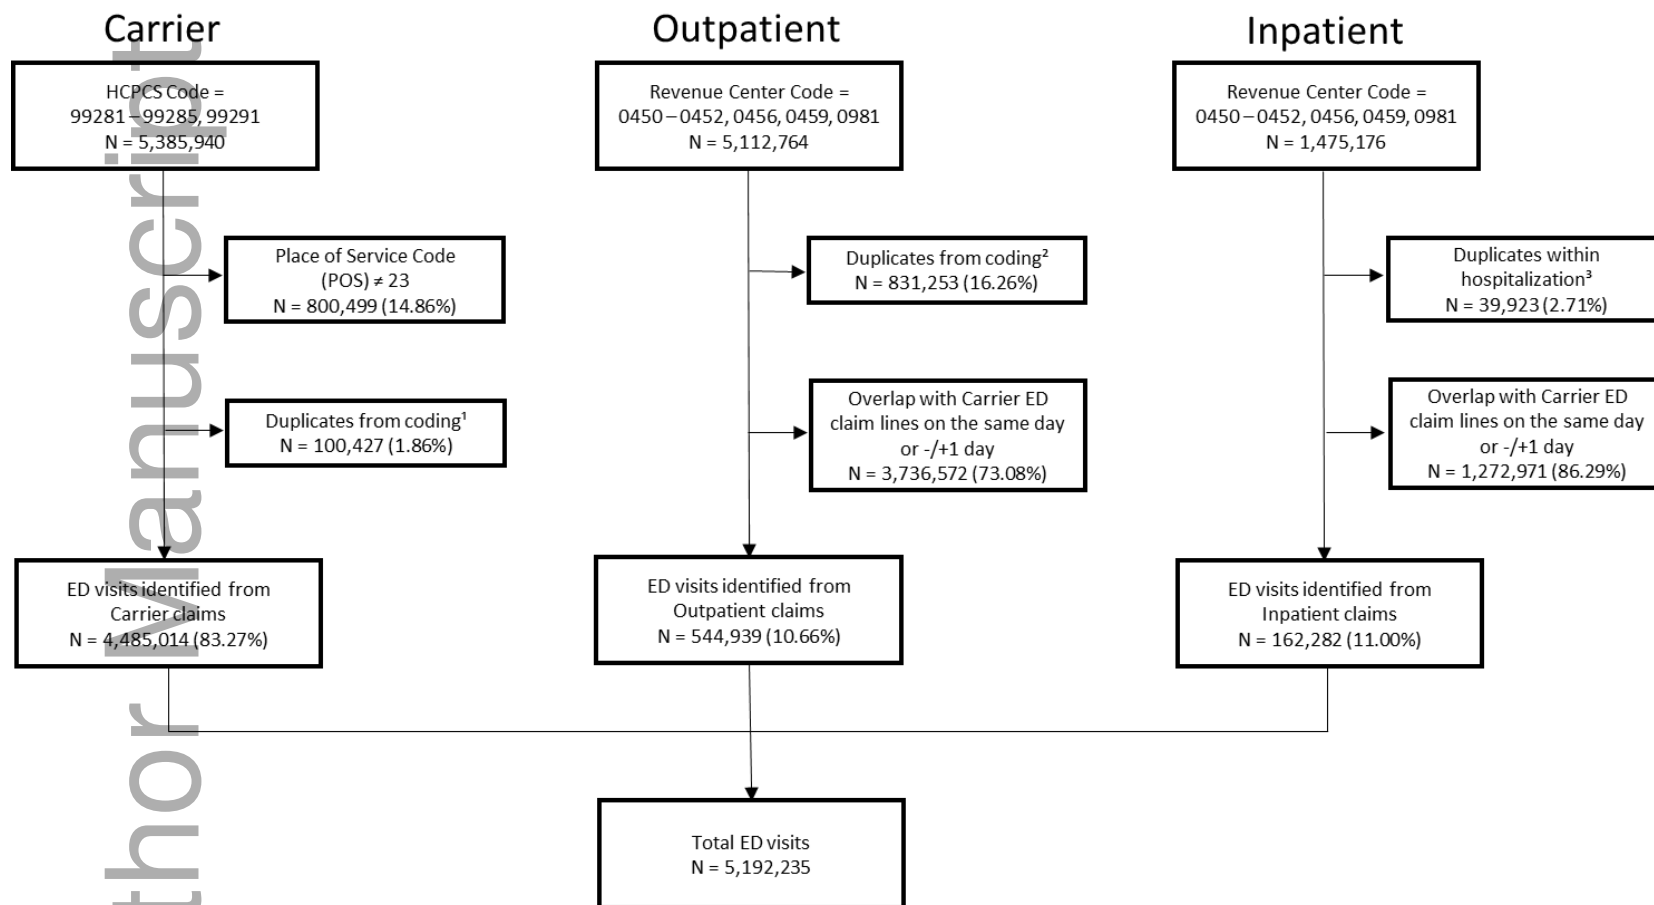 Carrier
HCPCS Code =
99281–99285, 99291
N = 5,385,940
Place of Service Code
(POS) ≠ 23
N = 800,499 (14.86%)
Duplicates from coding¹
N = 100,427 (1.86%)
ED visits identified from
Carrier claims
N = 4,485,014 (83.27%)
Outpatient
Revenue Center Code =
0450–0452, 0456, 0459, 0981
N = 5,112,764
Duplicates from coding²
N = 831,253 (16.26%)
Overlap with Carrier ED
claim lines on the same day
or -/+1 day
N = 3,736,572 (73.08%)
ED visits identified from
Outpatient claims
N = 544,939 (10.66%)
Inpatient
Revenue Center Code =
0450–0452, 0456, 0459, 0981
N = 1,475,176
Duplicates within
hospitalization³
N = 39,923 (2.71%)
Overlap with Carrier ED
claim lines on the same day
or -/+1 day
N = 1,272,971 (86.29%)
ED visits identified from
Inpatient claims
N = 162,282 (11.00%)
Total ED visits
N = 5,192,235
thor Manuscript